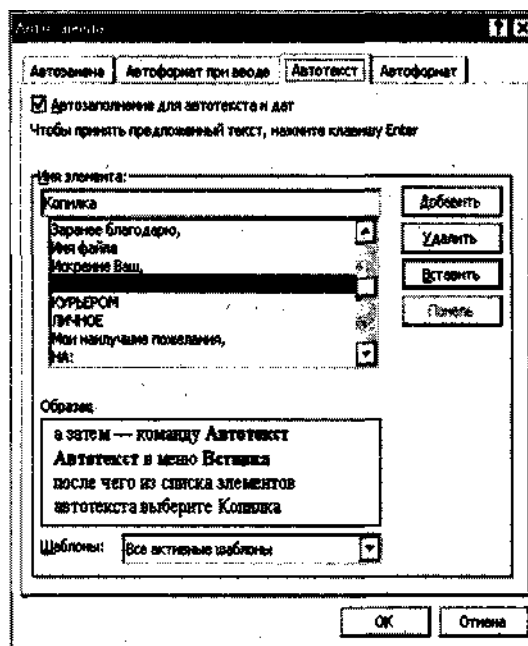 Автозамена
Автоформат при вводе
Автотекст
Автоформат
Автозаполнение для автотекста и дат
Чтобы принять предложенный текст, нажмите клавишу Enter
Имя элемента:
Копилка
Добавить
Заранее благодарю,
Имя файла
Искренне Ваш,
КУРЬЕРОМ
ЛИЧНОЕ
Мои наилучшие пожелания,
НА:
Удалить
Вставить
Панель
Образец
а затем — команду Автотекст
Автотекст в меню Вставка
после чего из списка элементов
автотекста выберите Копилка
Шаблоны:
Все активные шаблоны
ОК
Отмена